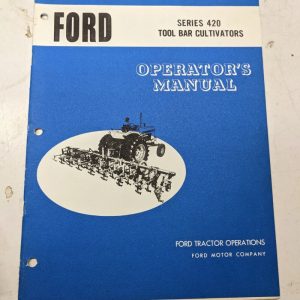 FORD
SERIES 420
TOOL BAR CULTIVATORS
OPERATOR'S
MANUAL
FORD TRACTOR OPERATIONS
FORD MOTOR COMPANY